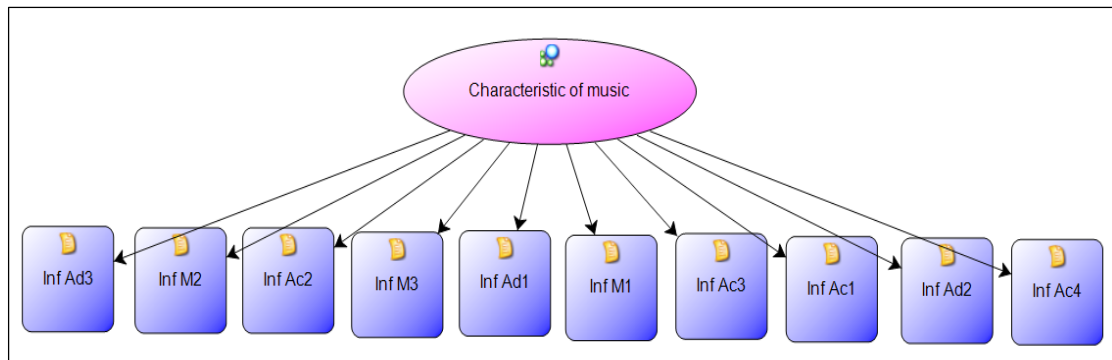 Characteristic of music
Inf Ad3
Inf M2
Inf Ac2
Inf M3
Inf Ad1
Inf M1
Inf Ac3
Inf Ac1
Inf Ad2
Inf Ac4